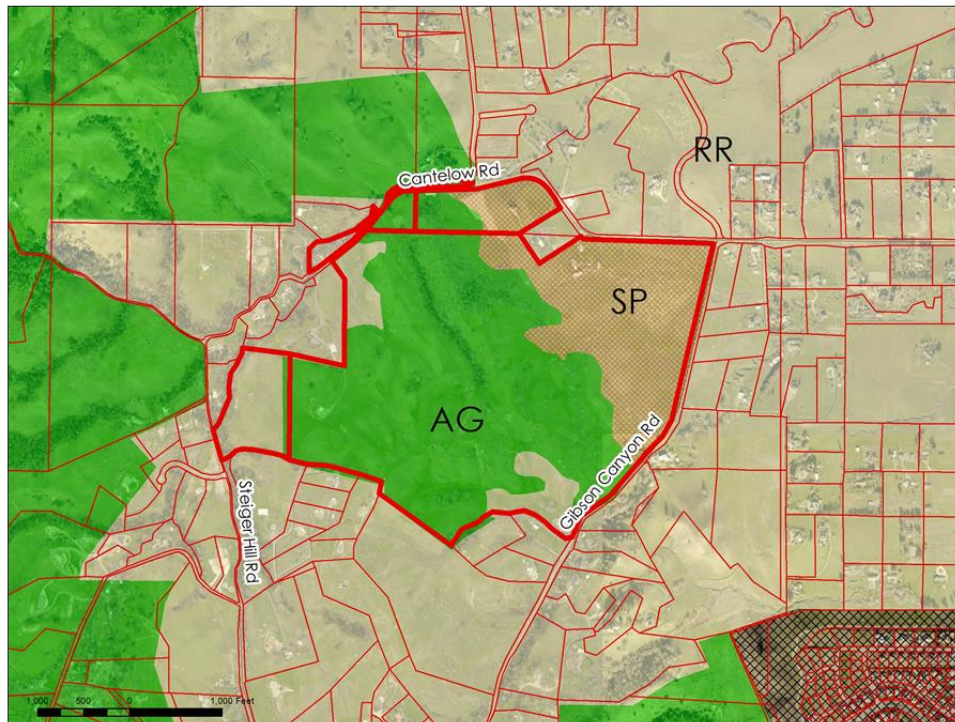 Cantelow Rd
RR
SP
AG
Gibson Canyon Rd
Steiger Hill Rd
1,000 500 0 1,000 Feet